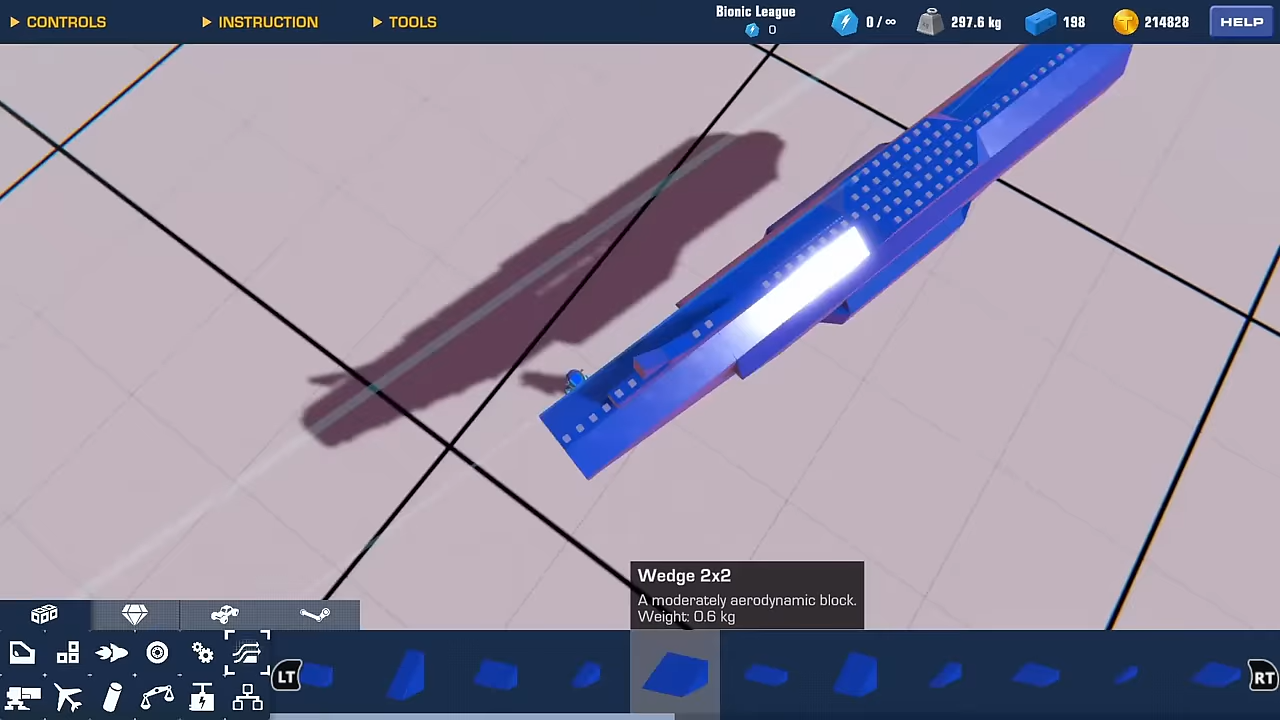 CONTROLS
INSTRUCTION
TOOLS
Bionic League
0
0 / ∞
297.6 kg
198
214828
HELP
Wedge 2x2
A moderately aerodynamic block.
Weight: 0.6 kg
LT
RT